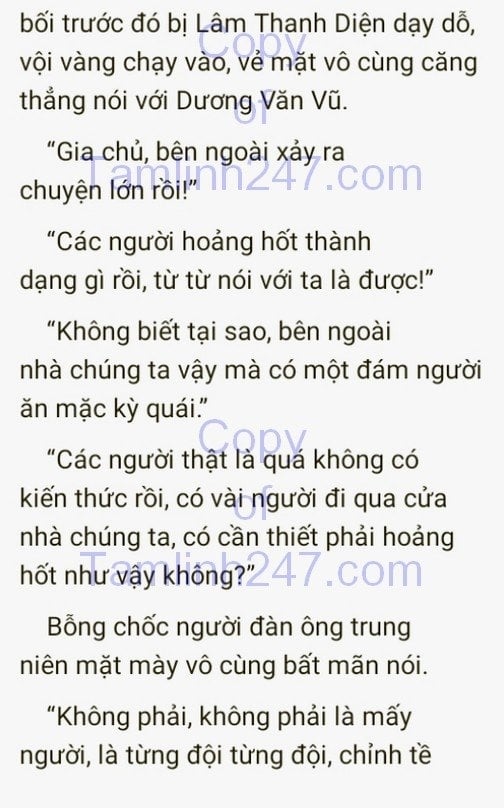 bối trước đó bị Lâm Thanh Diện dạy dỗ,
vội vàng chạy vào, vẻ mặt vô cùng căng
thẳng nói với Dương Văn Vũ.
“Gia chủ, bên ngoài xảy ra
chuyện lớn rồi!”
“Các người hoảng hốt thành
dạng gì rồi, từ từ nói với ta là được!”
“Không biết tại sao, bên ngoài
nhà chúng ta vậy mà có một đám người
ăn mặc kỳ quái.”
“Các người thật là quá không có
kiến thức rồi, có vài người đi qua cửa
nhà chúng ta, có cần thiết phải hoảng
hốt như vậy không?”
Bỗng chốc người đàn ông trung
niên mặt mày vô cùng bất mãn nói.
“Không phải, không phải là mấy
người, là từng đội từng đội, chỉnh tề
Copy
of
Tamlinh247.com
Copy
of
Tamlinh247.com